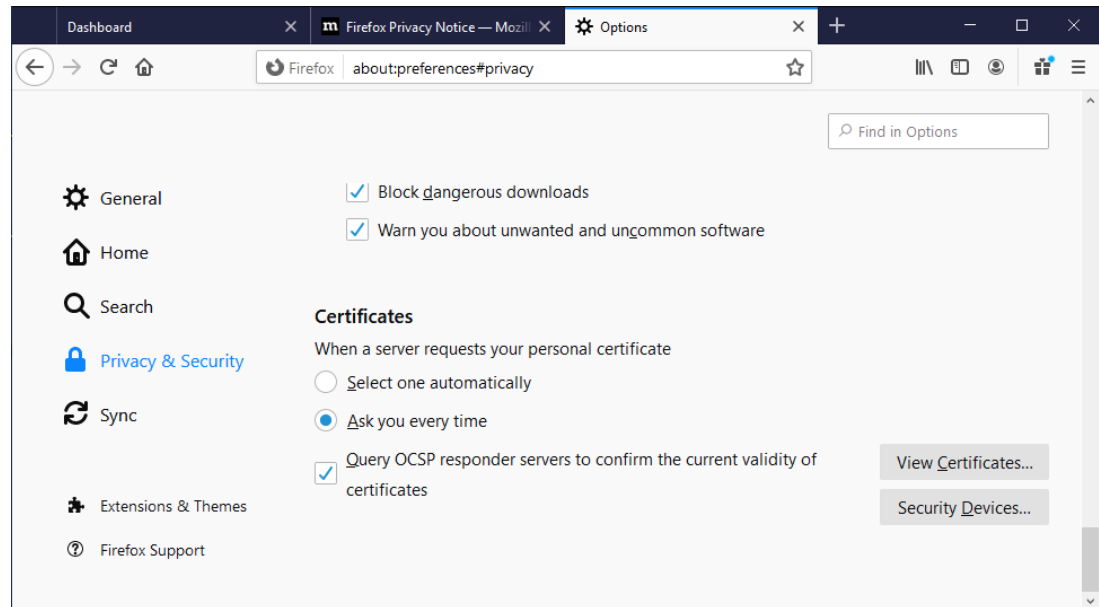 Dashboard
Firefox Privacy Notice — Mozill
Options
Firefox
about:preferences#privacy
Find in Options
General
Home
Search
Privacy & Security
Sync
Extensions & Themes
Firefox Support
Block dangerous downloads
Warn you about unwanted and uncommon software
Certificates
When a server requests your personal certificate
Select one automatically
Ask you every time
Query OCSP responder servers to confirm the current validity of
certificates
View Certificates...
Security Devices...